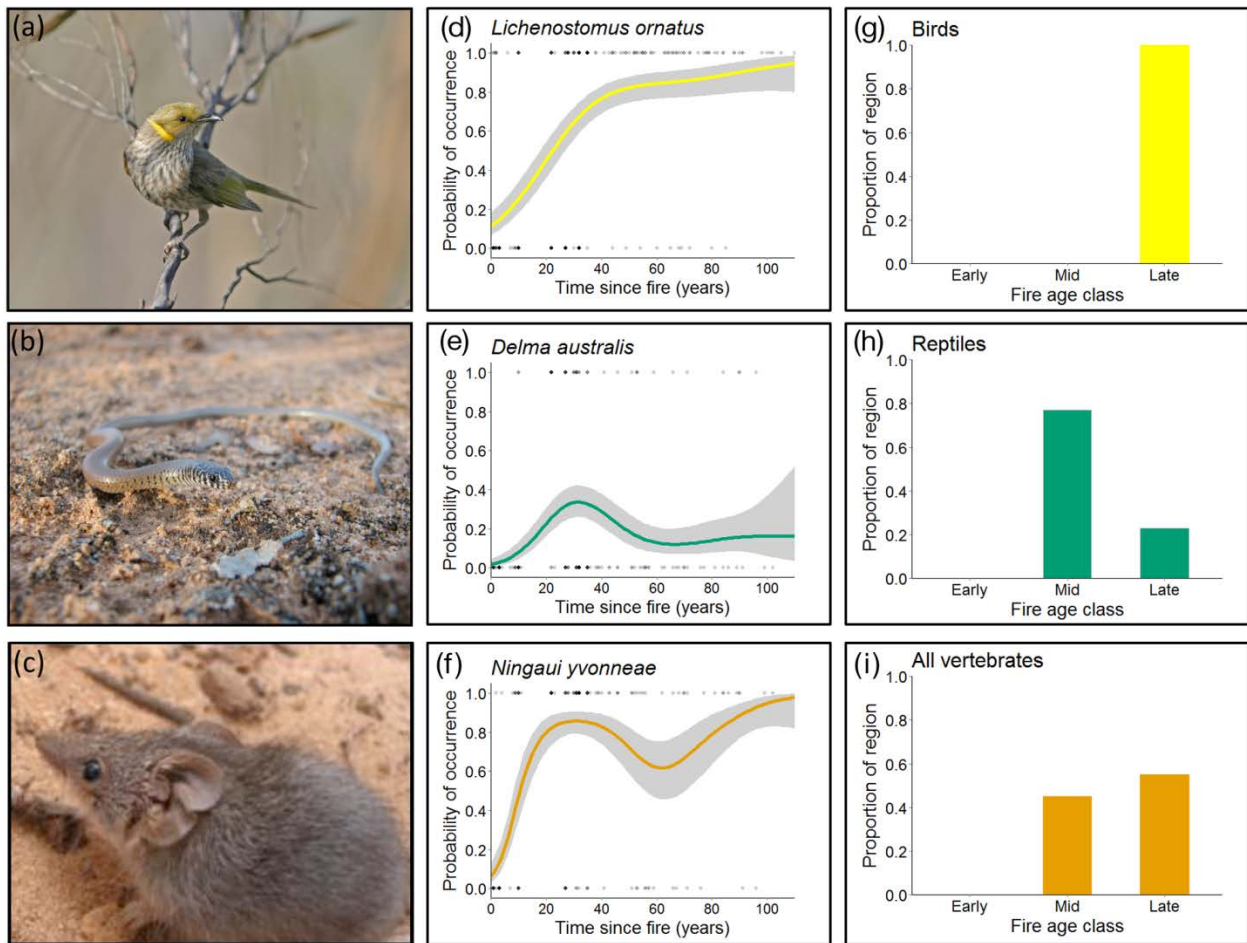 (a)
(d)
Lichenostomus ornatus
Probability of occurrence
1.0
0.8
0.6
0.4
0.2
0.0
0 20 40 60 80 100
Time since fire (years)
(g)
Birds
Proportion of region
1.0
0.8
0.6
0.4
0.2
0.0
Early Mid Late
Fire age class
(b)
(e)
Delma australis
Probability of occurrence
1.0
0.8
0.6
0.4
0.2
0.0
0 20 40 60 80 100
Time since fire (years)
(h)
Reptiles
Proportion of region
1.0
0.8
0.6
0.4
0.2
0.0
Early Mid Late
Fire age class
(c)
(f)
Ningaui yvonneae
Probability of occurrence
1.0
0.8
0.6
0.4
0.2
0.0
0 20 40 60 80 100
Time since fire (years)
(i)
All vertebrates
Proportion of region
1.0
0.8
0.6
0.4
0.2
0.0
Early Mid Late
Fire age class